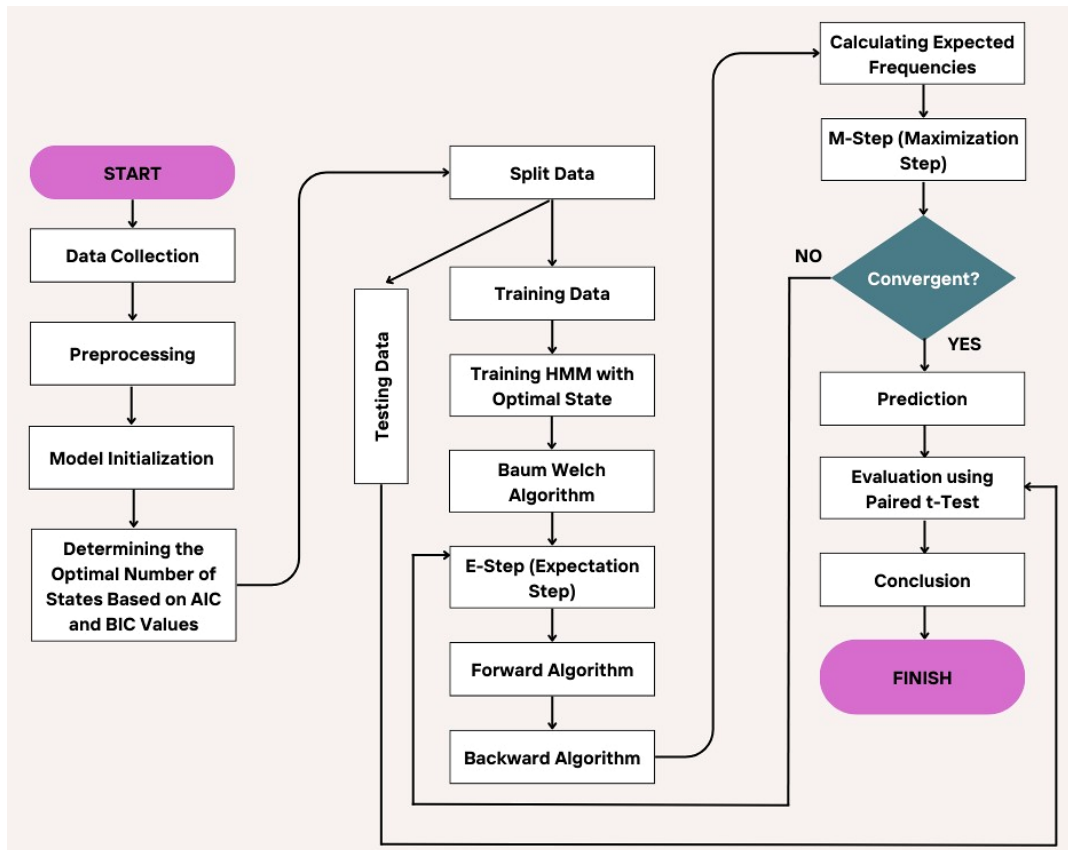 START
Data Collection
Preprocessing
Model Initialization
Determining the
Optimal Number of
States Based on AIC
and BIC Values
Split Data
Testing Data
Training Data
Training HMM with
Optimal State
Baum Welch
Algorithm
E-Step (Expectation
Step)
Forward Algorithm
Backward Algorithm
Calculating Expected
Frequencies
M-Step (Maximization
Step)
Convergent?
NO
YES
Prediction
Evaluation using
Paired t-Test
Conclusion
FINISH